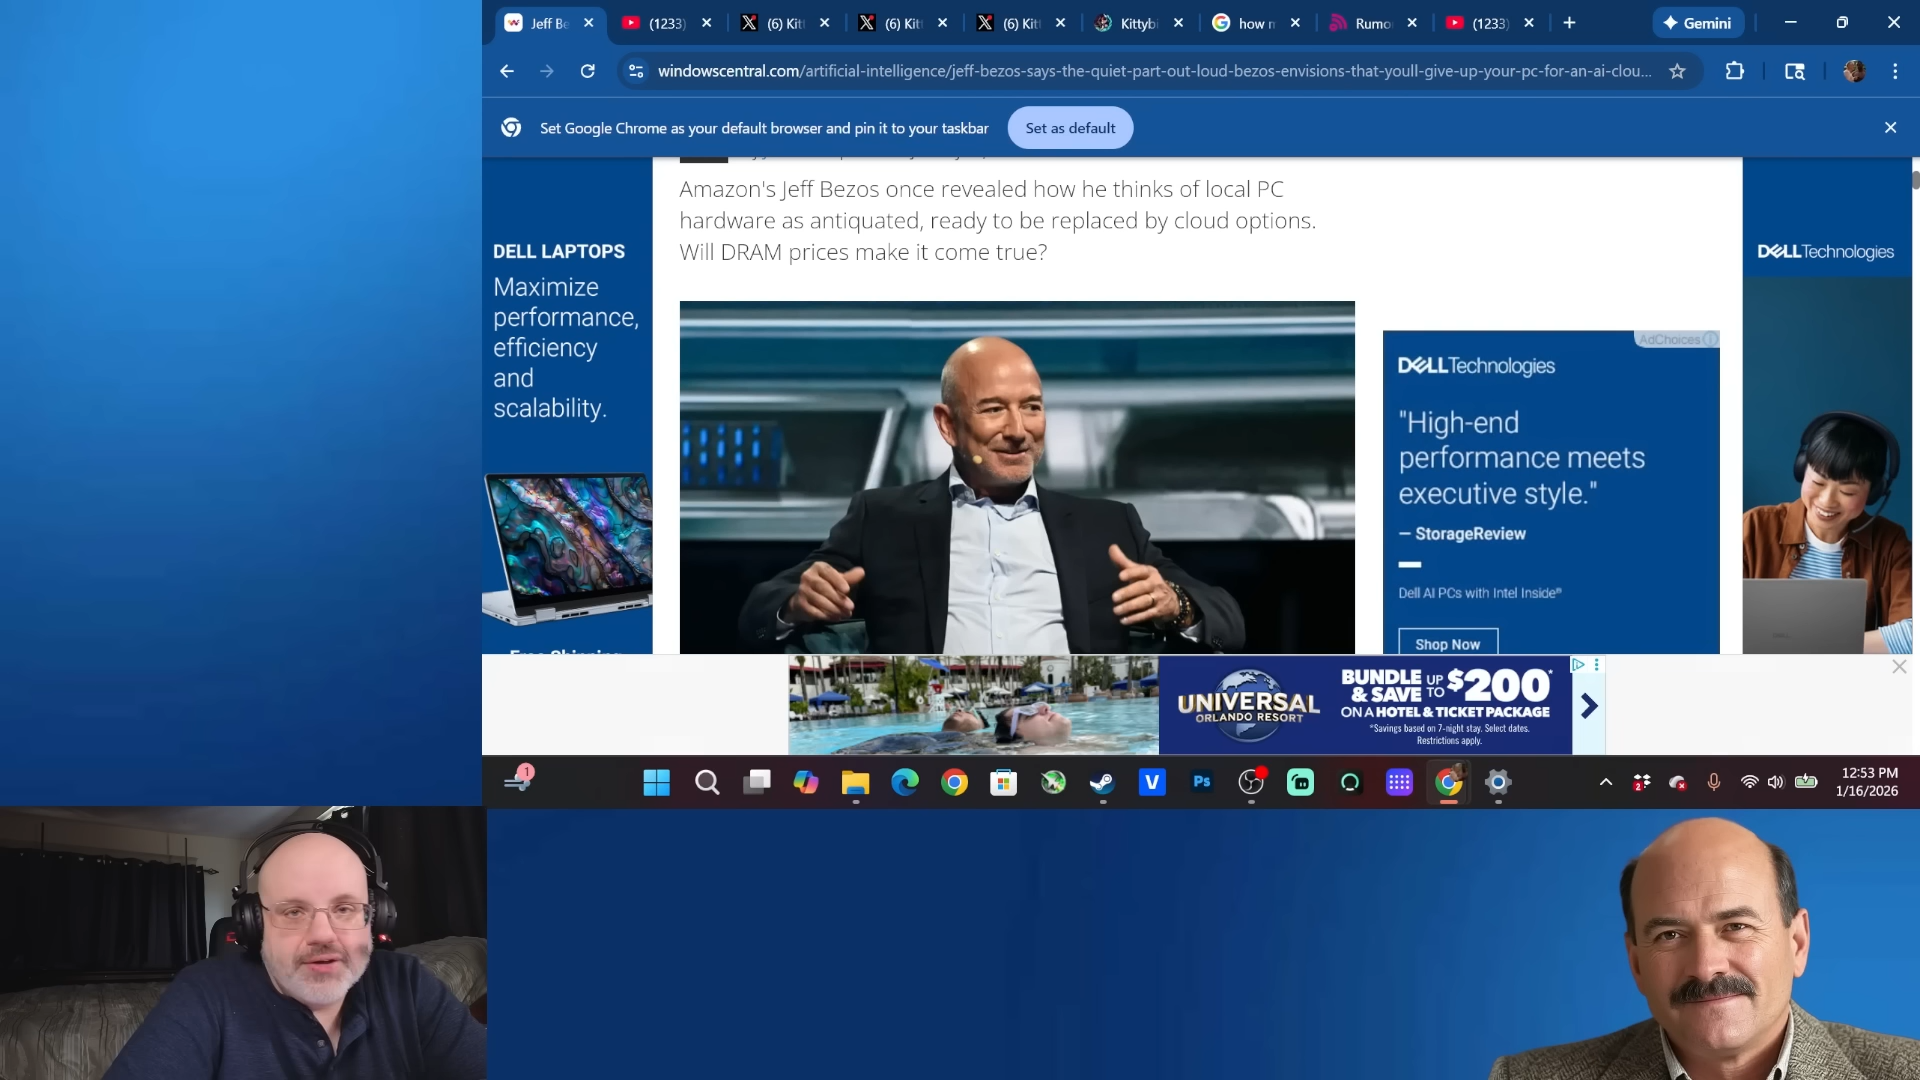 Jeff Be
(1233)
(6) Kit
(6) Kit
(6) Kit
Kittybi
how r
Rumo
(1233)
Gemini
windowscentral.com/artificial-intelligence/jeff-bezos-says-the-quiet-part-out-loud-bezos-envisions-that-youll-give-up-your-pc-for-an-ai-clou...
Set Google Chrome as your default browser and pin it to your taskbar
Set as default
Amazon's Jeff Bezos once revealed how he thinks of local PC
hardware as antiquated, ready to be replaced by cloud options.
Will DRAM prices make it come true?
DELL LAPTOPS
Maximize
performance,
efficiency
and
scalability.
DELLTechnologies
AdChoices
DELLTechnologies
"High-end
performance meets
executive style."
— StorageReview
Dell AI PCs with Intel Inside®
Shop Now
UNIVERSAL
ORLANDO RESORT
BUNDLE UP $200*
& SAVE TO
ON A HOTEL & TICKET PACKAGE
*Savings based on 7-night stay. Select dates.
Restrictions apply.
1
V
Ps
2
12:53 PM
1/16/2026